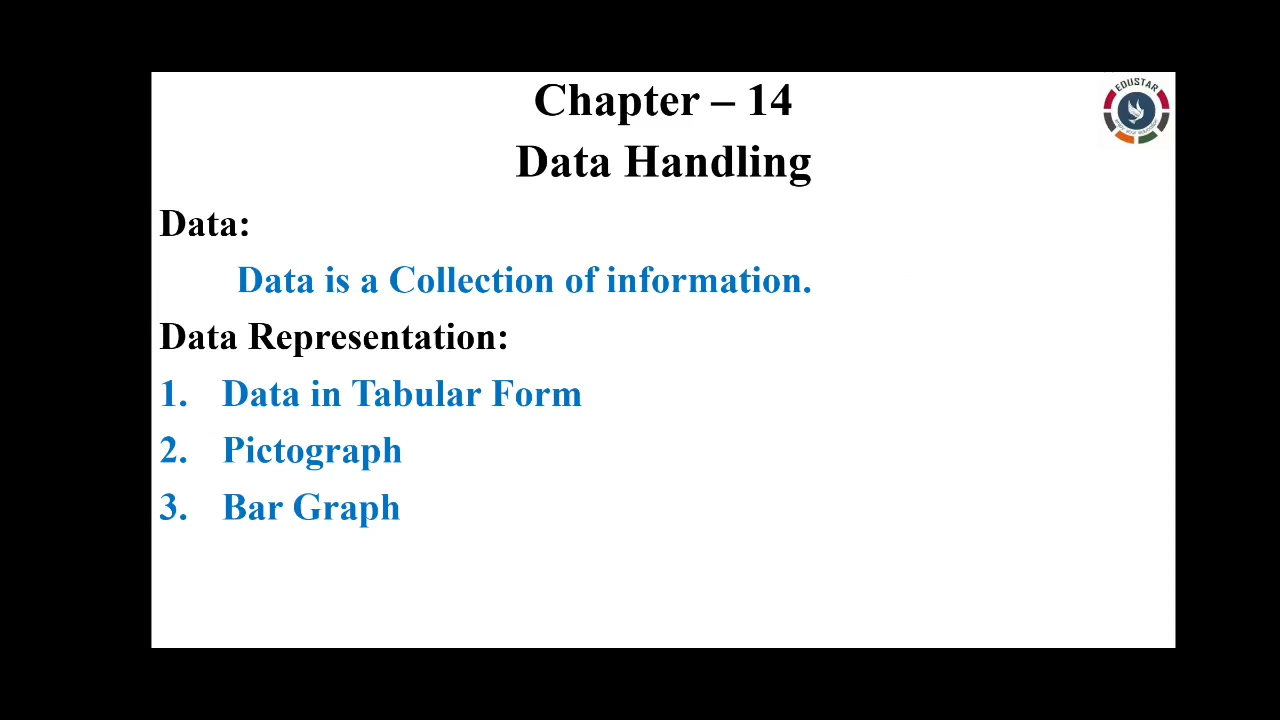 Chapter – 14
EDUSTAR
Data Handling
Data:
Data is a Collection of information.
Data Representation:
1. Data in Tabular Form
2. Pictograph
3. Bar Graph